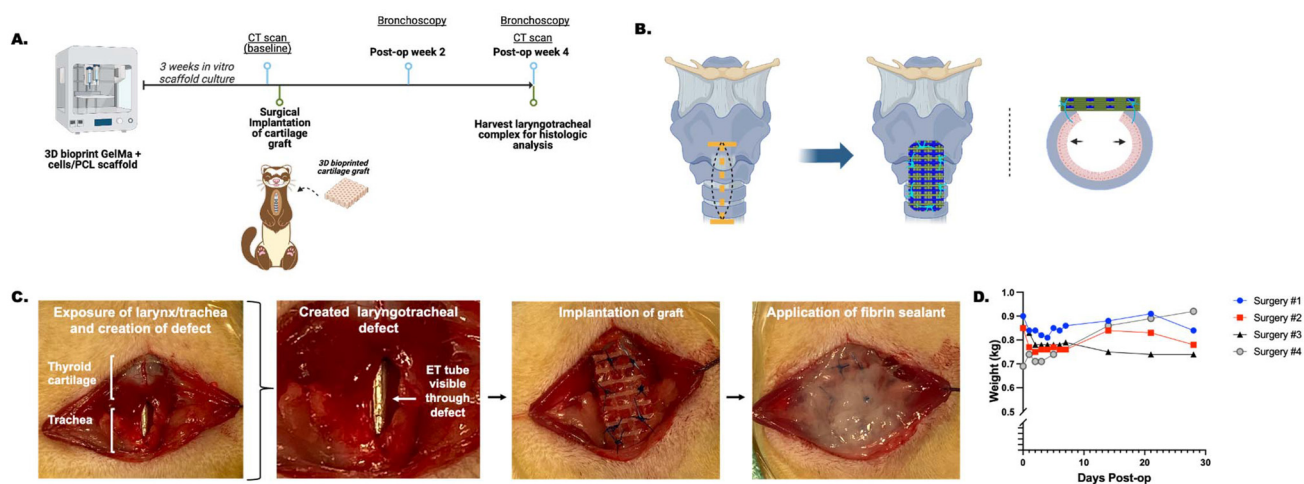 A.
3D bioprint GelMa +
cells/PCL scaffold
3 weeks in vitro
scaffold culture
CT scan
(baseline)
Surgical
Implantation
of cartilage
graft
Bronchoscopy
Post-op week 2
Bronchoscopy
CT scan
Post-op week 4
Harvest laryngotracheal
complex for histologic
analysis
3D bioprinted
cartilage graft
B.
C.
Exposure of larynx/trachea
and creation of defect
Thyroid
cartilage
Trachea
Created laryngotracheal
defect
ET tube
visible
through
defect
Implantation of graft
Application of fibrin sealant
D.
Weight (kg)
1.0
0.9
0.8
0.7
0.6
0.5
0
10
20
30
Days Post-op
Surgery #1
Surgery #2
Surgery #3
Surgery #4